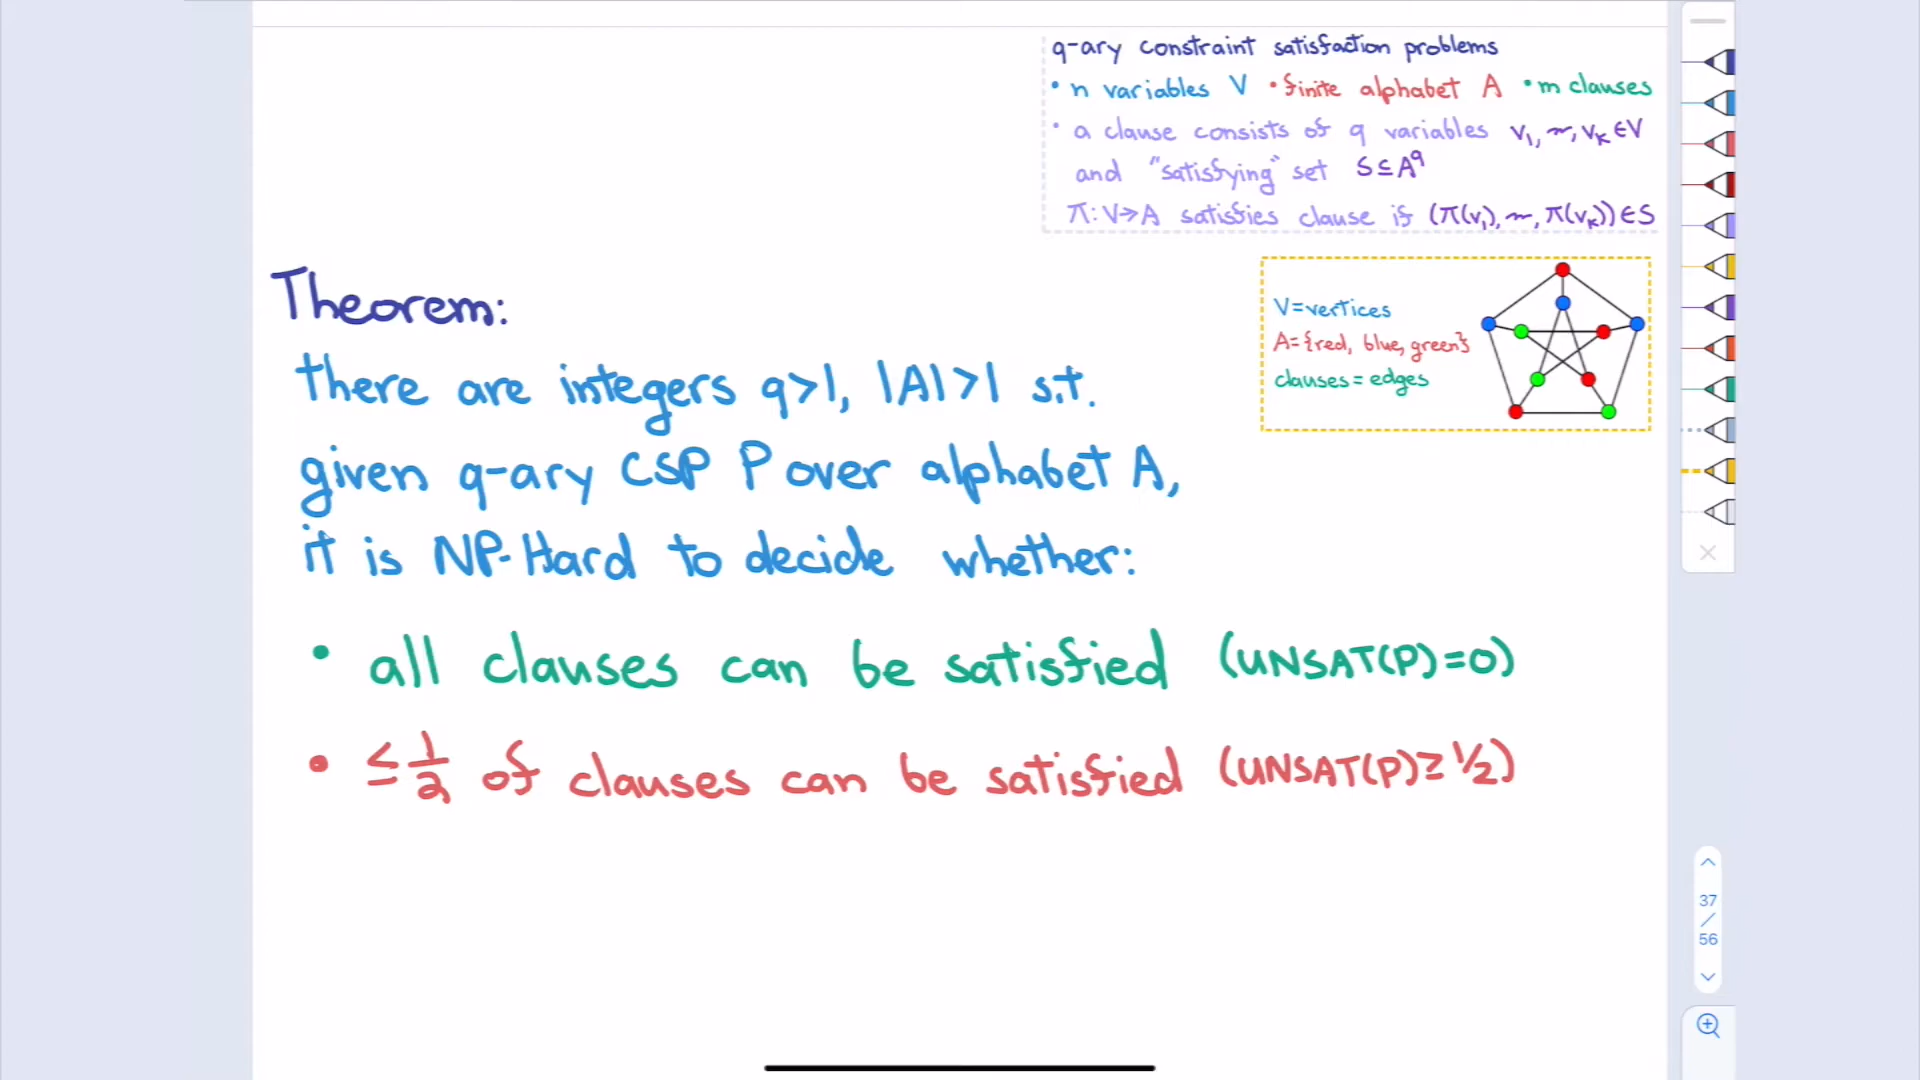 q-ary constraint satisfaction problems
• n variables V • finite alphabet A • m clauses
• a clause consists of q variables v₁, ~, vₖ ∈ V
and "satisfying" set S ⊆ A^q
π: V → A satisfies clause if (π(v₁), ~, π(vₖ)) ∈ S
V=vertices
A={red, blue, green}
clauses = edges
Theorem:
there are integers q>1, |A|>1 s.t.
given q-ary CSP P over alphabet A,
it is NP-Hard to decide whether:
• all clauses can be satisfied (UNSAT(P)=0)
• ≤ 1/2 of clauses can be satisfied (UNSAT(P)≥1/2)
37
/
56